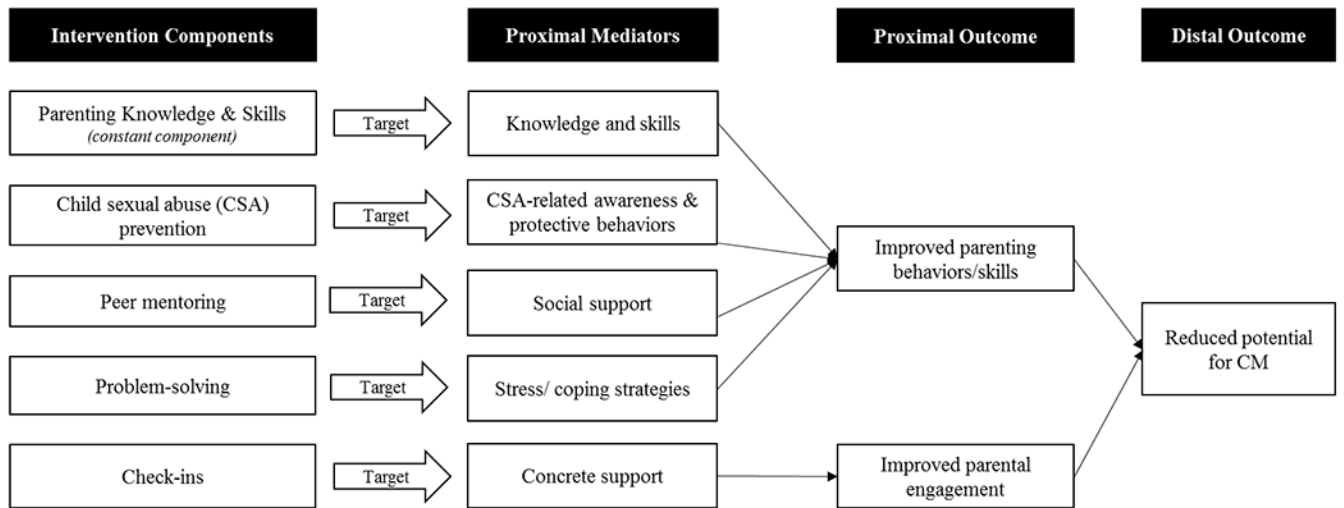 Intervention Components
Proximal Mediators
Proximal Outcome
Distal Outcome
Parenting Knowledge & Skills
(constant component)
Target
Knowledge and skills
Child sexual abuse (CSA)
prevention
Target
CSA-related awareness &
protective behaviors
Improved parenting
behaviors/skills
Peer mentoring
Target
Social support
Reduced potential
for CM
Problem-solving
Target
Stress/ coping strategies
Check-ins
Target
Concrete support
Improved parental
engagement